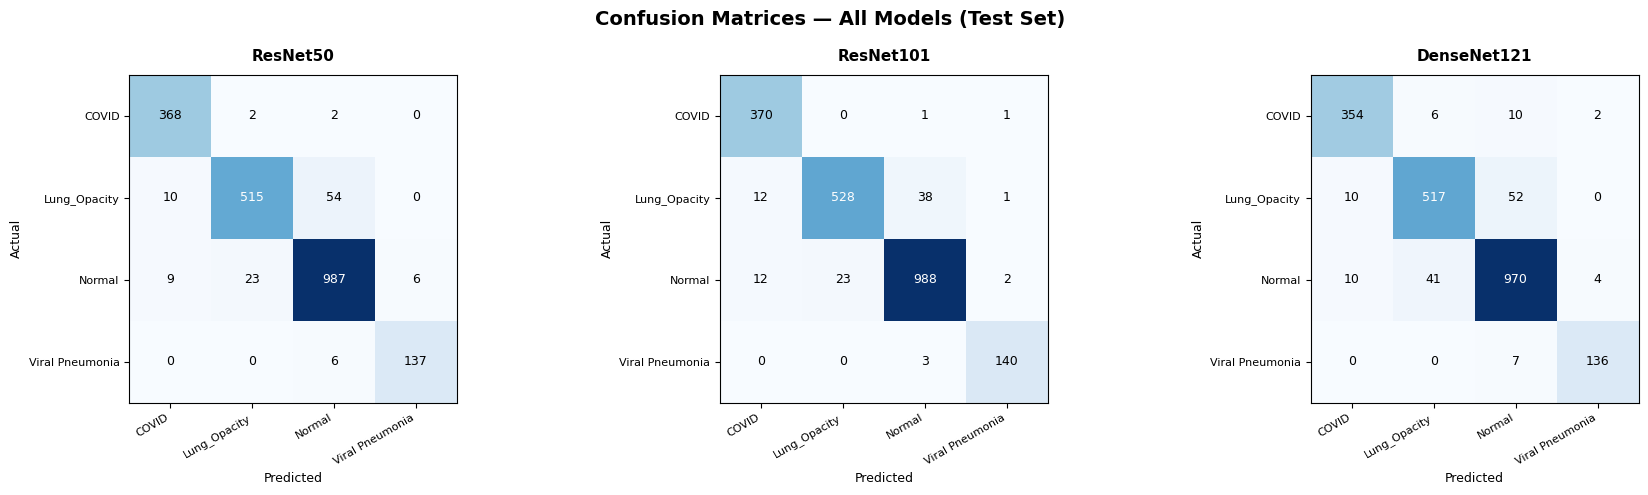 Confusion Matrices — All Models (Test Set)
ResNet50
COVID 368 2 2 0
Lung_Opacity 10 515 54 0
Normal 9 23 987 6
Viral Pneumonia 0 0 6 137
Actual
COVID Lung_Opacity Normal Viral Pneumonia
Predicted
ResNet101
COVID 370 0 1 1
Lung_Opacity 12 528 38 1
Normal 12 23 988 2
Viral Pneumonia 0 0 3 140
Actual
COVID Lung_Opacity Normal Viral Pneumonia
Predicted
DenseNet121
COVID 354 6 10 2
Lung_Opacity 10 517 52 0
Normal 10 41 970 4
Viral Pneumonia 0 0 7 136
Actual
COVID Lung_Opacity Normal Viral Pneumonia
Predicted